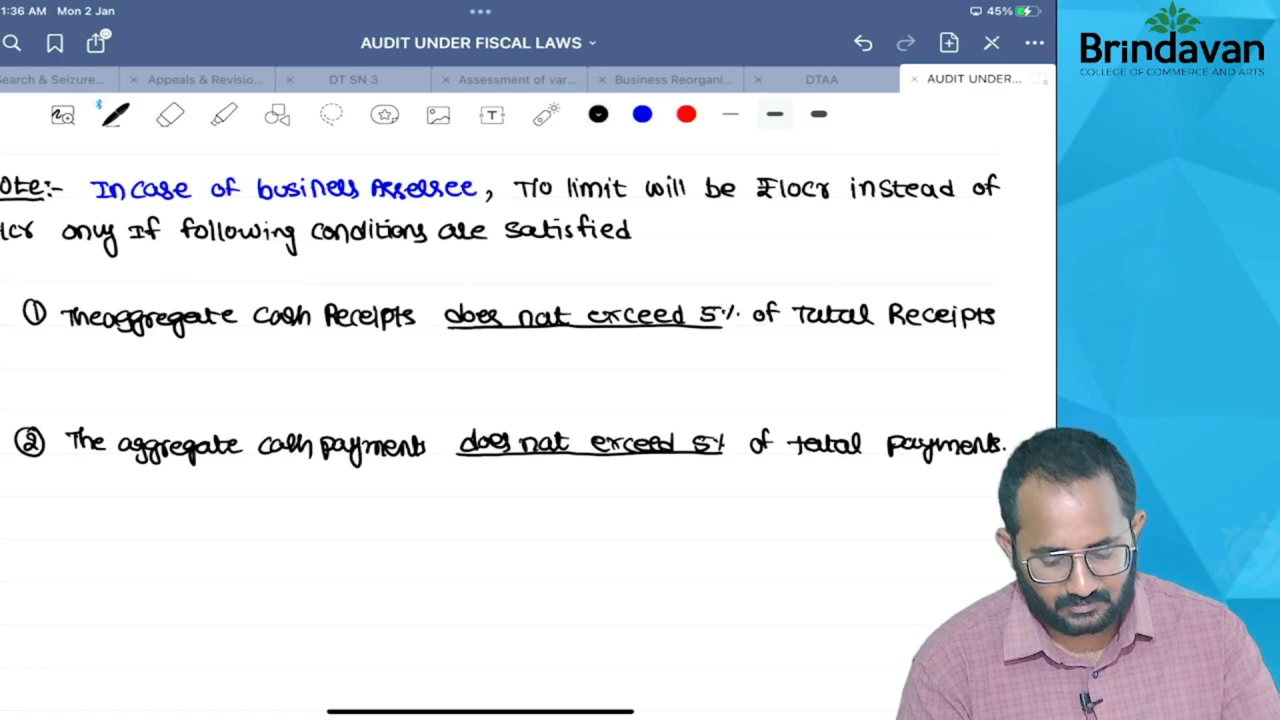 1:36 AM Mon 2 Jan
45%
AUDIT UNDER FISCAL LAWS
Brindavan
COLLEGE OF COMMERCE AND ARTS
earch & Seizure... Appeals & Revisio... DT SN 3 Assessment of var... Business Reorgani... DTAA AUDIT UNDER...
T
ote:- In case of business Assessee, T/o limit will be ₹10cr instead of
1cr only If following conditions are satisfied
① The aggregate cash Receipts does not exceed 5% of Total Receipts
② The aggregate cash payments does not exceed 5% of total payments.